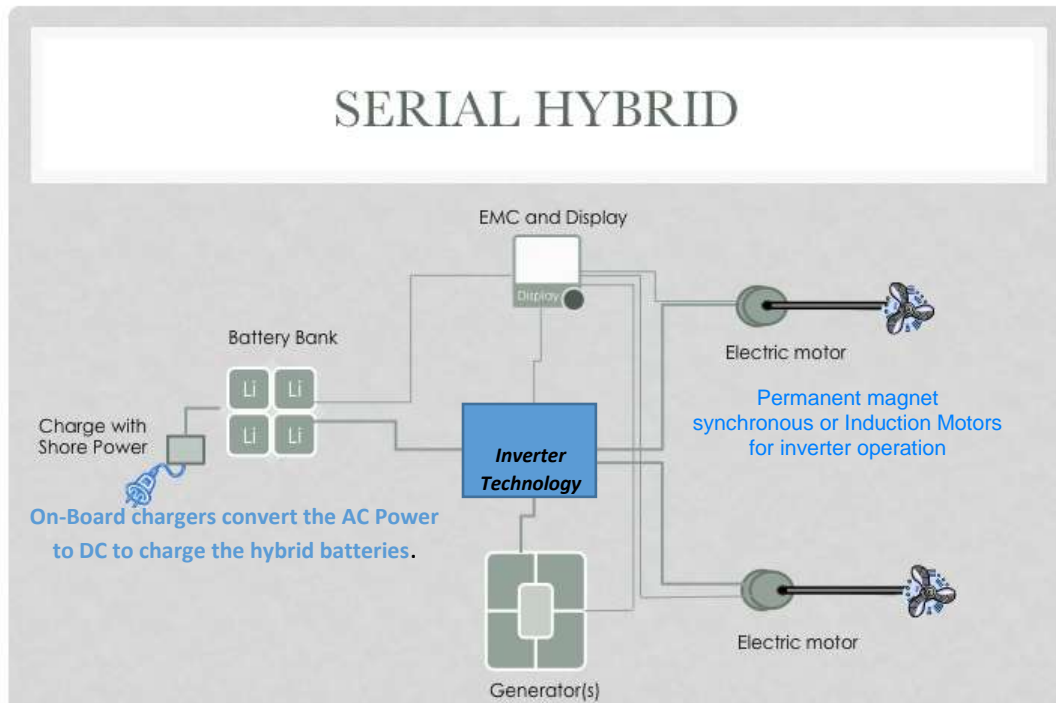 SERIAL HYBRID
EMC and Display
Display
Battery Bank
Li Li
Li Li
Charge with
Shore Power
On-Board chargers convert the AC Power
to DC to charge the hybrid batteries.
Inverter
Technology
Electric motor
Permanent magnet
synchronous or Induction Motors
for inverter operation
Electric motor
Generator(s)